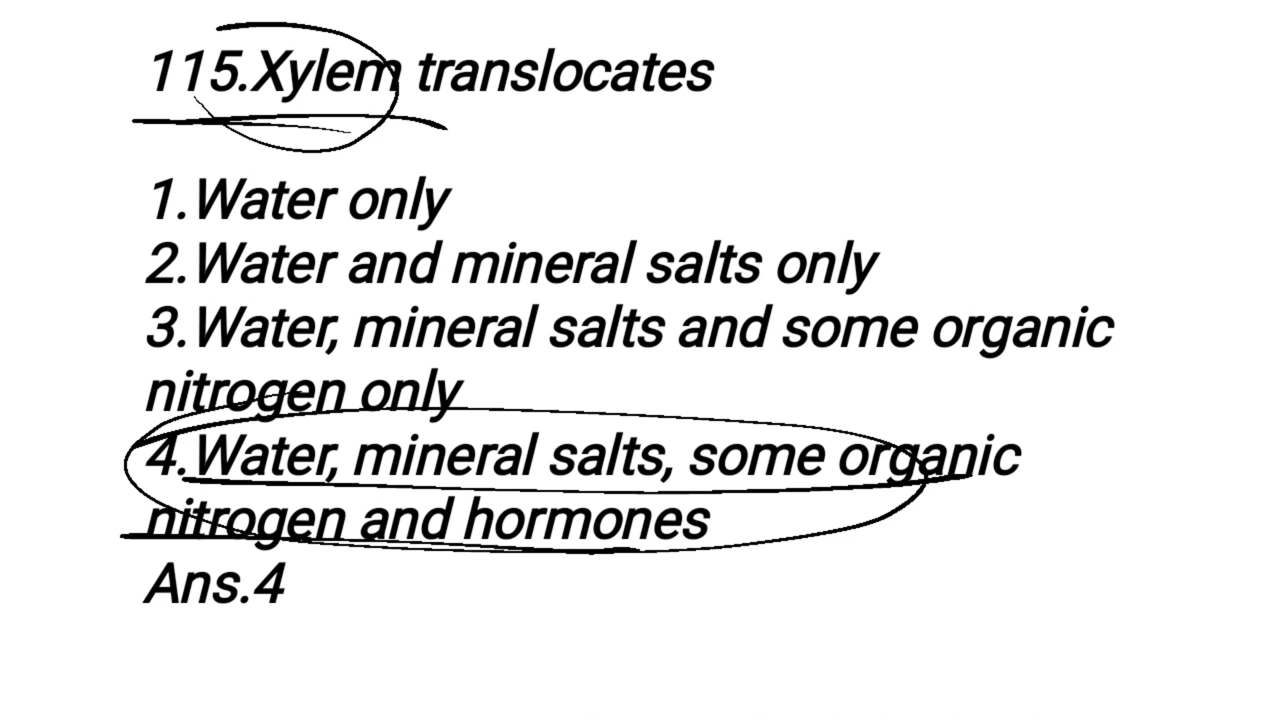 115.Xylem translocates
1.Water only
2.Water and mineral salts only
3.Water, mineral salts and some organic
nitrogen only
4.Water, mineral salts, some organic
nitrogen and hormones
Ans.4